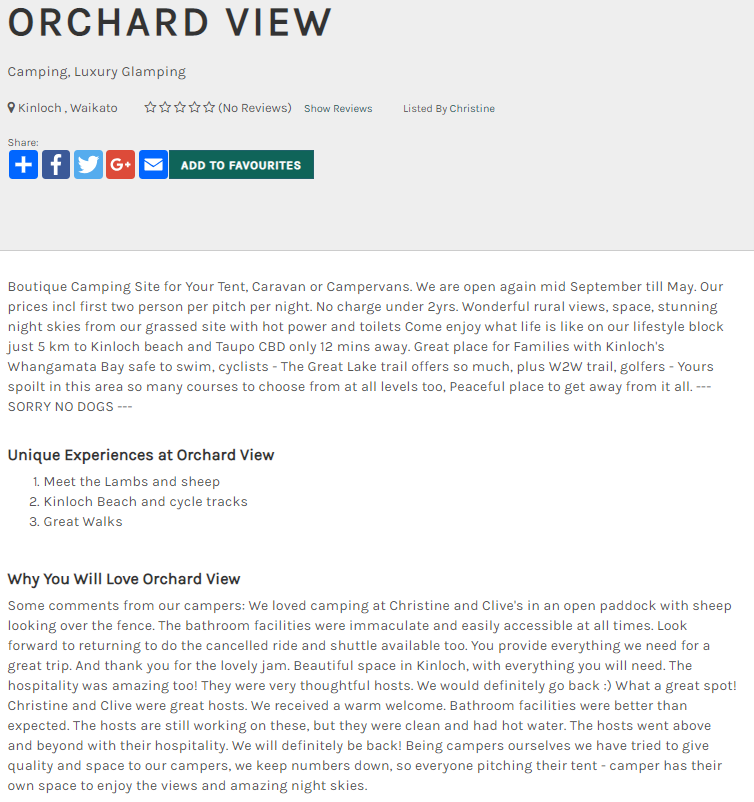 ORCHARD VIEW
Camping, Luxury Glamping
Kinloch , Waikato (No Reviews) Show Reviews Listed By Christine
Share:
ADD TO FAVOURITES
Boutique Camping Site for Your Tent, Caravan or Campervans. We are open again mid September till May. Our
prices incl first two person per pitch per night. No charge under 2yrs. Wonderful rural views, space, stunning
night skies from our grassed site with hot power and toilets Come enjoy what life is like on our lifestyle block
just 5 km to Kinloch beach and Taupo CBD only 12 mins away. Great place for Families with Kinloch's
Whangamata Bay safe to swim, cyclists - The Great Lake trail offers so much, plus W2W trail, golfers - Yours
spoilt in this area so many courses to choose from at all levels too, Peaceful place to get away from it all. ---
SORRY NO DOGS ---
Unique Experiences at Orchard View
1. Meet the Lambs and sheep
2. Kinloch Beach and cycle tracks
3. Great Walks
Why You Will Love Orchard View
Some comments from our campers: We loved camping at Christine and Clive's in an open paddock with sheep
looking over the fence. The bathroom facilities were immaculate and easily accessible at all times. Look
forward to returning to do the cancelled ride and shuttle available too. You provide everything we need for a
great trip. And thank you for the lovely jam. Beautiful space in Kinloch, with everything you will need. The
hospitality was amazing too! They were very thoughtful hosts. We would definitely go back :) What a great spot!
Christine and Clive were great hosts. We received a warm welcome. Bathroom facilities were better than
expected. The hosts are still working on these, but they were clean and had hot water. The hosts went above
and beyond with their hospitality. We will definitely be back! Being campers ourselves we have tried to give
quality and space to our campers, we keep numbers down, so everyone pitching their tent - camper has their
own space to enjoy the views and amazing night skies.